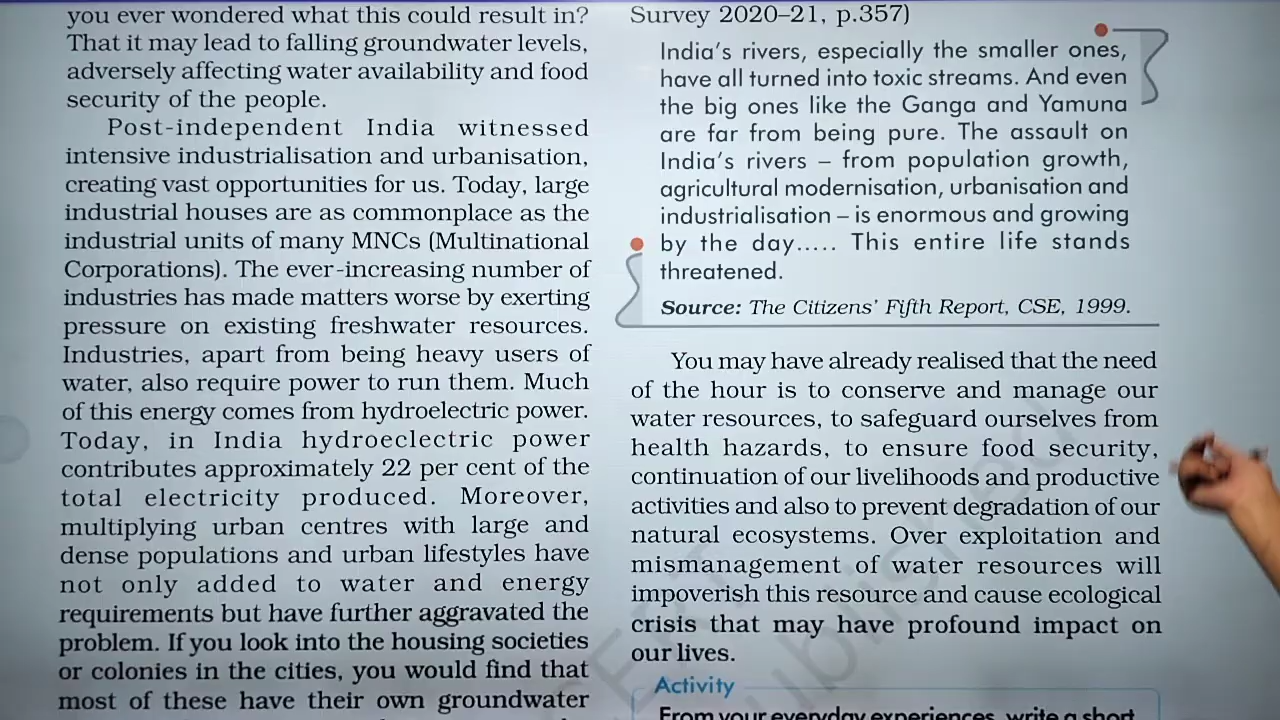 you ever wondered what this could result in?
That it may lead to falling groundwater levels,
adversely affecting water availability and food
security of the people.
Post-independent India witnessed
intensive industrialisation and urbanisation,
creating vast opportunities for us. Today, large
industrial houses are as commonplace as the
industrial units of many MNCs (Multinational
Corporations). The ever-increasing number of
industries has made matters worse by exerting
pressure on existing freshwater resources.
Industries, apart from being heavy users of
water, also require power to run them. Much
of this energy comes from hydroelectric power.
Today, in India hydroelectric power
contributes approximately 22 per cent of the
total electricity produced. Moreover,
multiplying urban centres with large and
dense populations and urban lifestyles have
not only added to water and energy
requirements but have further aggravated the
problem. If you look into the housing societies
or colonies in the cities, you would find that
most of these have their own groundwater
Survey 2020–21, p.357)
India's rivers, especially the smaller ones,
have all turned into toxic streams. And even
the big ones like the Ganga and Yamuna
are far from being pure. The assault on
India's rivers – from population growth,
agricultural modernisation, urbanisation and
industrialisation – is enormous and growing
by the day..... This entire life stands
threatened.
Source: The Citizens' Fifth Report, CSE, 1999.
You may have already realised that the need
of the hour is to conserve and manage our
water resources, to safeguard ourselves from
health hazards, to ensure food security,
continuation of our livelihoods and productive
activities and also to prevent degradation of our
natural ecosystems. Over exploitation and
mismanagement of water resources will
impoverish this resource and cause ecological
crisis that may have profound impact on
our lives.
Activity
From your everyday experiences, write a short